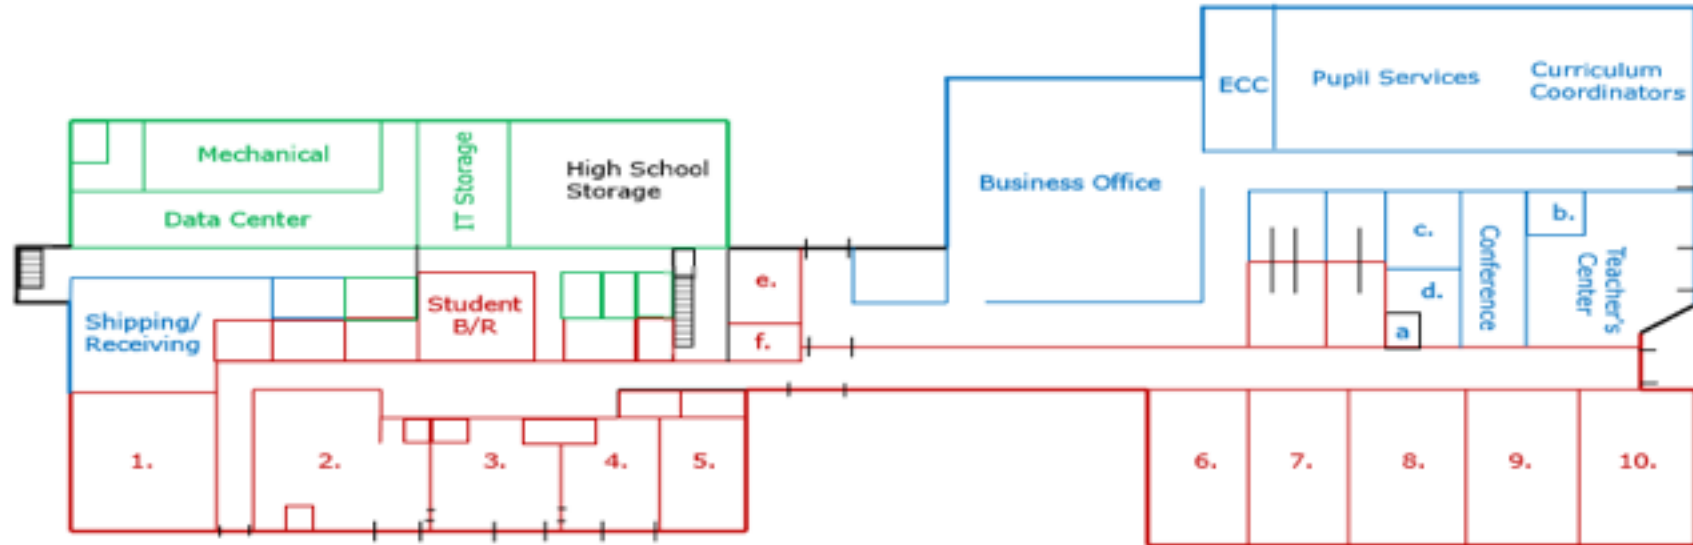 ECC
Pupil Services
Curriculum
Coordinators
Mechanical
IT Storage
High School
Storage
Data Center
Business Office
b.
c.
Conference
Teacher's
Center
e.
d.
Student
B/R
Shipping/
Receiving
f.
a
1.
2.
3.
4.
5.
6.
7.
8.
9.
10.